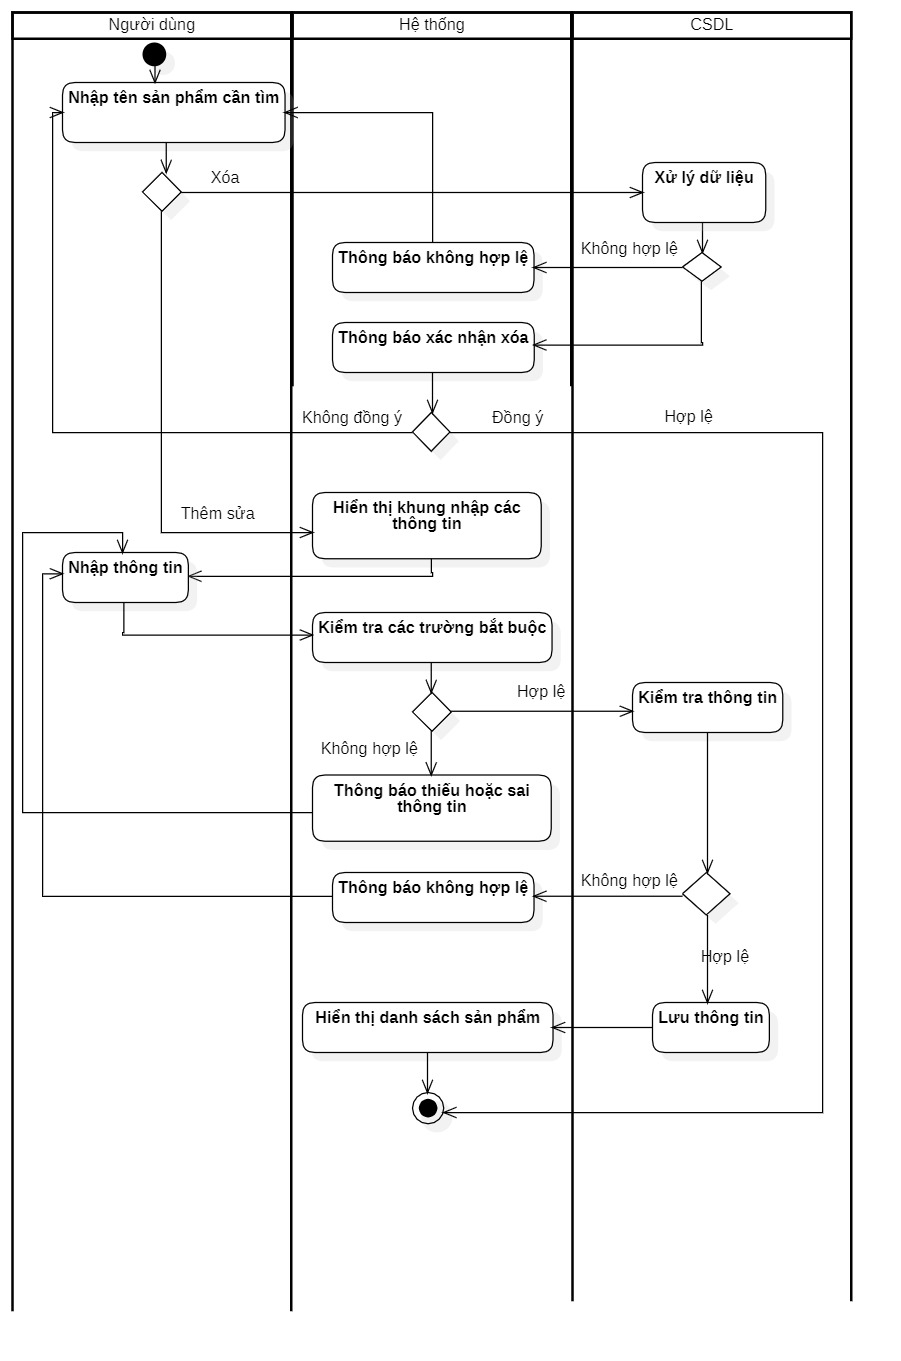 Người dùng
Hệ thống
CSDL
Nhập tên sản phẩm cần tìm
Xóa
Xử lý dữ liệu
Không hợp lệ
Thông báo không hợp lệ
Thông báo xác nhận xóa
Không đồng ý
Đồng ý
Hợp lệ
Hiển thị khung nhập các
thông tin
Thêm sửa
Nhập thông tin
Kiểm tra các trường bắt buộc
Hợp lệ
Kiểm tra thông tin
Không hợp lệ
Thông báo thiếu hoặc sai
thông tin
Không hợp lệ
Thông báo không hợp lệ
Hợp lệ
Hiển thị danh sách sản phẩm
Lưu thông tin